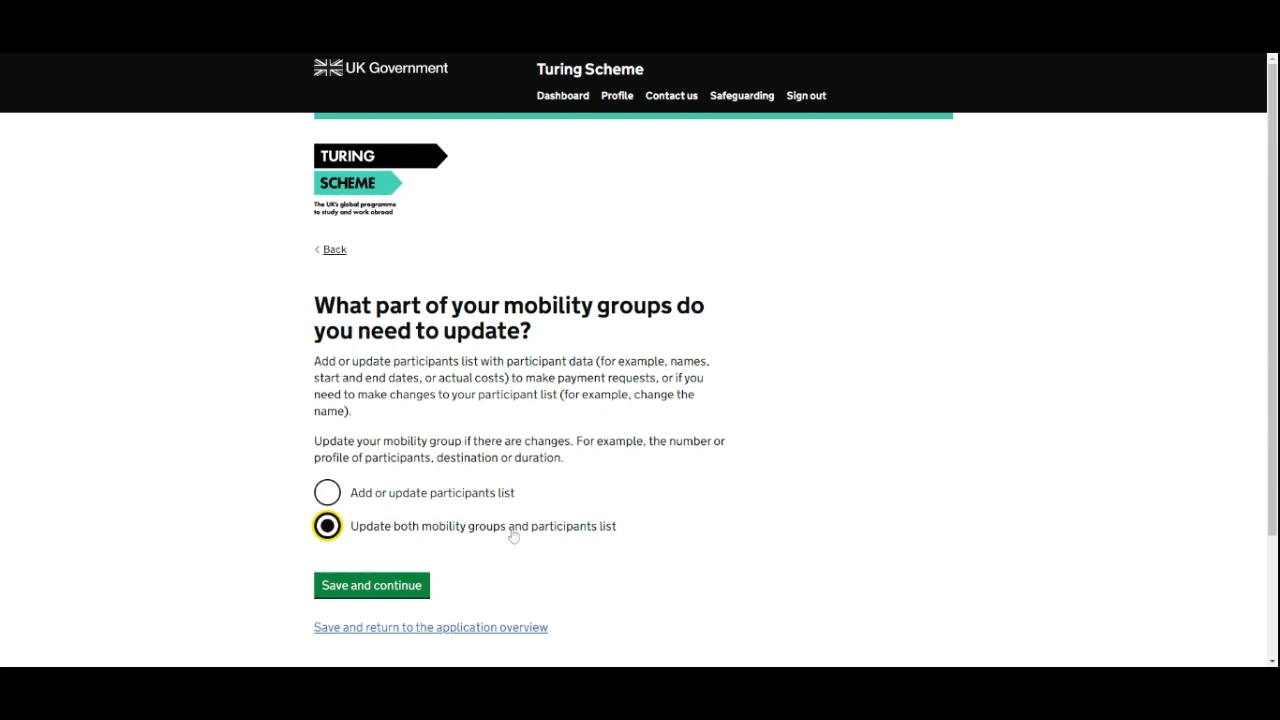 UK Government
Turing Scheme
Dashboard Profile Contact us Safeguarding Sign out
TURING
SCHEME
The UK's global programme
to study and work abroad
Back
What part of your mobility groups do
you need to update?
Add or update participants list with participant data (for example, names,
start and end dates, or actual costs) to make payment requests, or if you
need to make changes to your participant list (for example, change the
name).
Update your mobility group if there are changes. For example, the number or
profile of participants, destination or duration.
Add or update participants list
Update both mobility groups and participants list
Save and continue
Save and return to the application overview